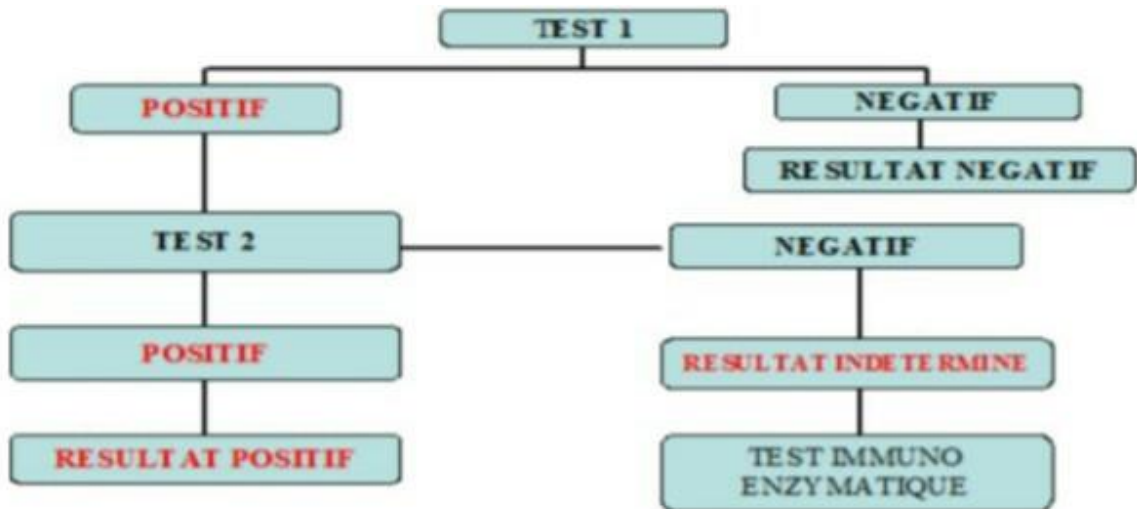 TEST 1
POSITIF
NEGATIF
RESULTAT NEGATIF
TEST 2
NEGATIF
POSITIF
RESULTAT INDETERMINE
RESULTAT POSITIF
TEST IMMUNO
ENZYMATIQUE